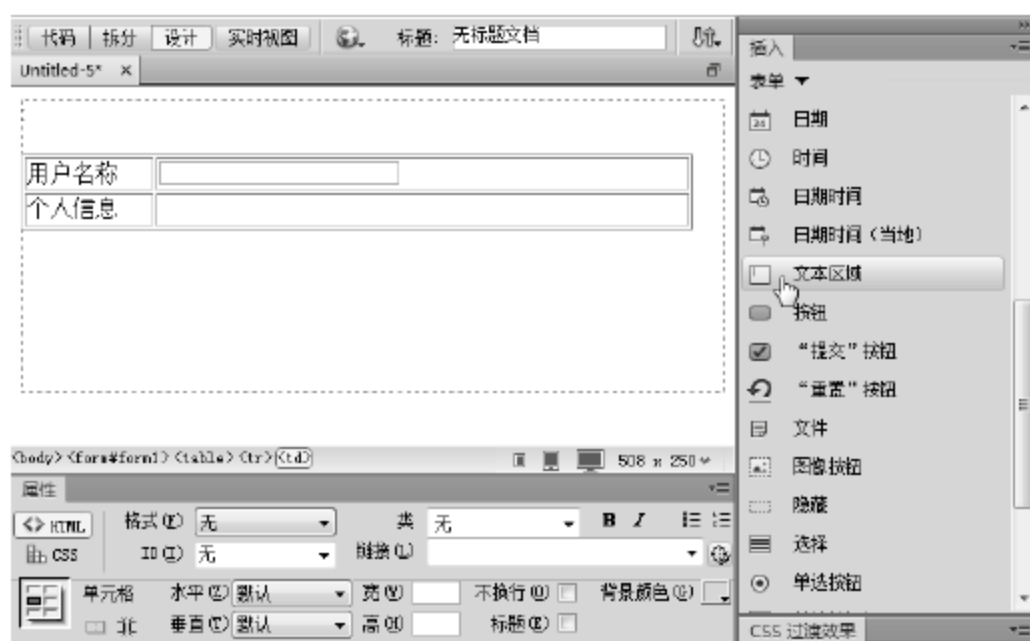 代码 拆分 设计 实时视图 标题: 无标题文档
Untitled-5* ×
用户名称
个人信息
<body> <form#form1> <table> <tr> <td> 508 x 250
属性
<> HTML 格式(F) 无 类 无 B I
CSS ID(I) 无 链接(L)
单元格 水平(Z) 默认 宽(W) 不换行(O) 背景颜色(G)
垂直(T) 默认 高(H) 标题(E)
插入
表单
日期
时间
日期时间
日期时间（当地）
文本区域
按钮
“提交”按钮
“重置”按钮
文件
图像按钮
隐藏
选择
单选按钮
CSS 过渡效果